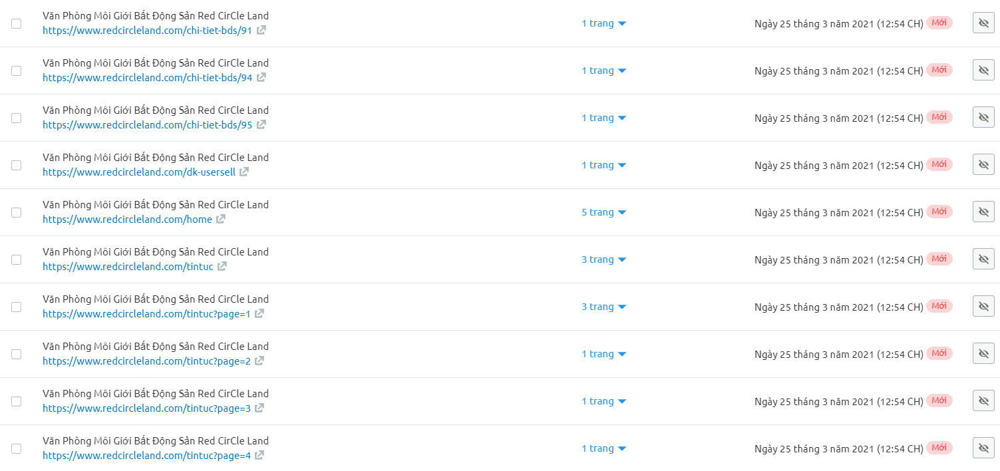 Văn Phòng Môi Giới Bất Động Sản Red CirCle Land
https://www.redcircleland.com/chi-tiet-bds/91
1 trang
Ngày 25 tháng 3 năm 2021 (12:54 CH) Mới
Văn Phòng Môi Giới Bất Động Sản Red CirCle Land
https://www.redcircleland.com/chi-tiet-bds/94
1 trang
Ngày 25 tháng 3 năm 2021 (12:54 CH) Mới
Văn Phòng Môi Giới Bất Động Sản Red CirCle Land
https://www.redcircleland.com/chi-tiet-bds/95
1 trang
Ngày 25 tháng 3 năm 2021 (12:54 CH) Mới
Văn Phòng Môi Giới Bất Động Sản Red CirCle Land
https://www.redcircleland.com/dk-usersell
1 trang
Ngày 25 tháng 3 năm 2021 (12:54 CH) Mới
Văn Phòng Môi Giới Bất Động Sản Red CirCle Land
https://www.redcircleland.com/home
5 trang
Ngày 25 tháng 3 năm 2021 (12:54 CH) Mới
Văn Phòng Môi Giới Bất Động Sản Red CirCle Land
https://www.redcircleland.com/tintuc
3 trang
Ngày 25 tháng 3 năm 2021 (12:54 CH) Mới
Văn Phòng Môi Giới Bất Động Sản Red CirCle Land
https://www.redcircleland.com/tintuc?page=1
3 trang
Ngày 25 tháng 3 năm 2021 (12:54 CH) Mới
Văn Phòng Môi Giới Bất Động Sản Red CirCle Land
https://www.redcircleland.com/tintuc?page=2
1 trang
Ngày 25 tháng 3 năm 2021 (12:54 CH) Mới
Văn Phòng Môi Giới Bất Động Sản Red CirCle Land
https://www.redcircleland.com/tintuc?page=3
1 trang
Ngày 25 tháng 3 năm 2021 (12:54 CH) Mới
Văn Phòng Môi Giới Bất Động Sản Red CirCle Land
https://www.redcircleland.com/tintuc?page=4
1 trang
Ngày 25 tháng 3 năm 2021 (12:54 CH) Mới